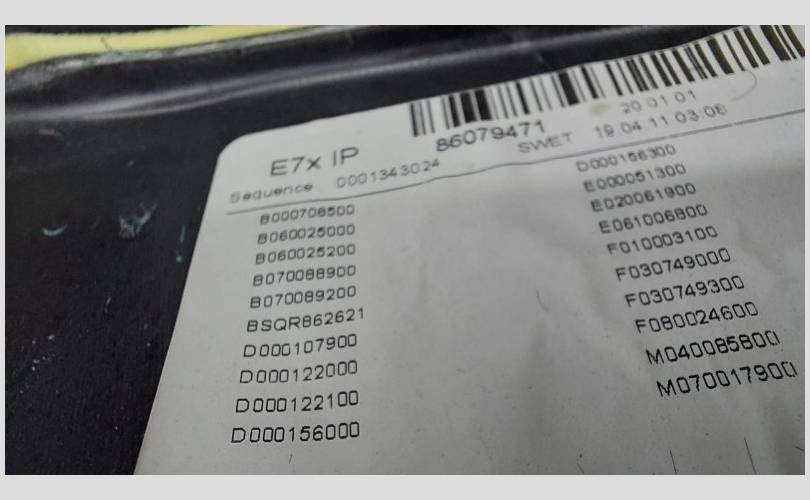 E7x IP
86079471
20 01 01
SWET 19.04.11 03:06
Sequence 0001343024
B000708500
B060025000
B060025200
B070088900
B070089200
BSQR862621
D000107900
D000122000
D000122100
D000156000
D000156300
E000051300
E020061900
E061006800
F010003100
F030749000
F030749300
F080024600
M040085800
M070017900